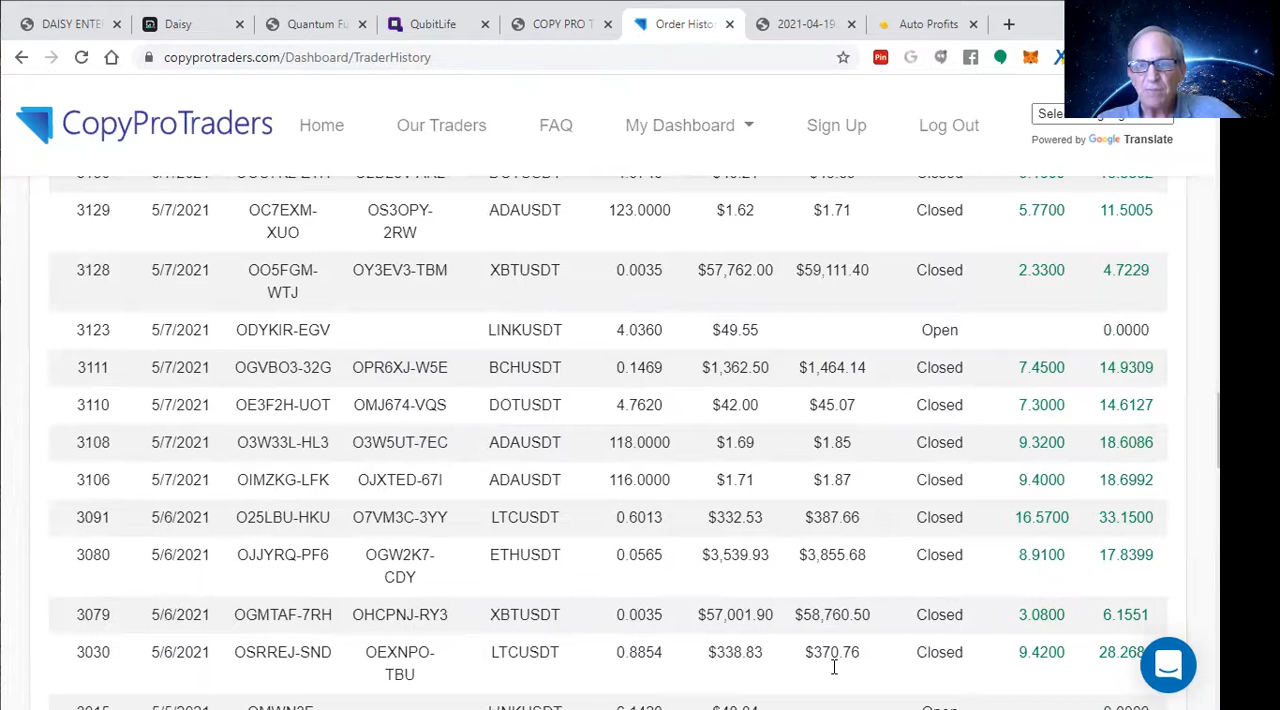 DAISY ENTE
Daisy
Quantum Fu
QubitLife
COPY PRO T
Order Histo
2021-04-19
Auto Profits
copyprotraders.com/Dashboard/TraderHistory
Pin
CopyProTraders
Home
Our Traders
FAQ
My Dashboard
Sign Up
Log Out
Sele
Powered by Google Translate
3129 5/7/2021 OC7EXM- OS3OPY- ADAUSDT 123.0000 $1.62 $1.71 Closed 5.7700 11.5005
XUO 2RW
3128 5/7/2021 OO5FGM- OY3EV3-TBM XBTUSDT 0.0035 $57,762.00 $59,111.40 Closed 2.3300 4.7229
WTJ
3123 5/7/2021 ODYKIR-EGV LINKUSDT 4.0360 $49.55 Open 0.0000
3111 5/7/2021 OGVBO3-32G OPR6XJ-W5E BCHUSDT 0.1469 $1,362.50 $1,464.14 Closed 7.4500 14.9309
3110 5/7/2021 OE3F2H-UOT OMJ674-VQS DOTUSDT 4.7620 $42.00 $45.07 Closed 7.3000 14.6127
3108 5/7/2021 O3W33L-HL3 O3W5UT-7EC ADAUSDT 118.0000 $1.69 $1.85 Closed 9.3200 18.6086
3106 5/7/2021 OIMZKG-LFK OJXTED-67I ADAUSDT 116.0000 $1.71 $1.87 Closed 9.4000 18.6992
3091 5/6/2021 O25LBU-HKU O7VM3C-3YY LTCUSDT 0.6013 $332.53 $387.66 Closed 16.5700 33.1500
3080 5/6/2021 OJJYRQ-PF6 OGW2K7- ETHUSDT 0.0565 $3,539.93 $3,855.68 Closed 8.9100 17.8399
CDY
3079 5/6/2021 OGMTAF-7RH OHCPNJ-RY3 XBTUSDT 0.0035 $57,001.90 $58,760.50 Closed 3.0800 6.1551
3030 5/6/2021 OSRREJ-SND OEXNPO- LTCUSDT 0.8854 $338.83 $370.76 Closed 9.4200 28.268
TBU